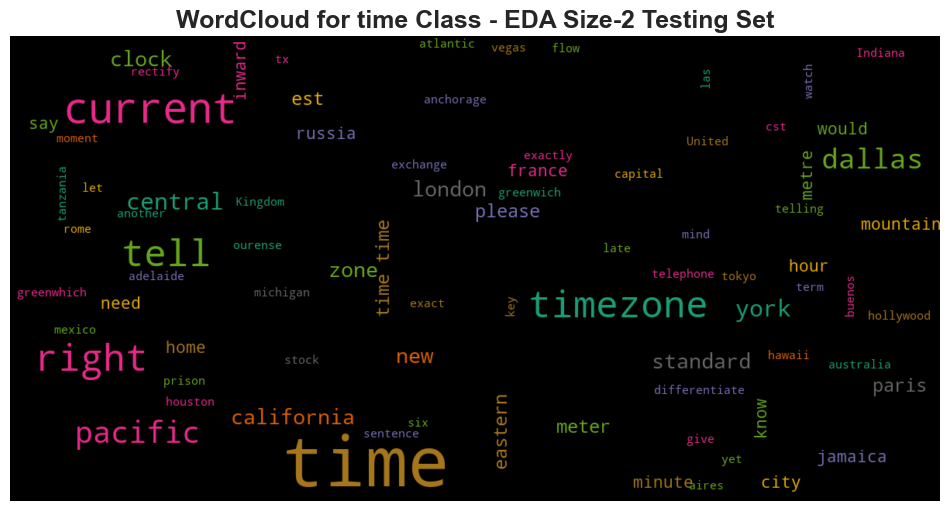 WordCloud for time Class - EDA Size-2 Testing Set
atlantic
vegas
flow
Indiana
clock
rectify
inward
tx
las
watch
current
est
anchorage
say
moment
russia
cst
would
United
dallas
exactly
france
exchange
capital
metre
tanzania
let
london
greenwich
central
Kingdom
another
please
telling
rome
mountain
tell
ourense
time time
late
mind
zone
hour
adelaide
telephone
tokyo
term
greenwhich
need
michigan
exact
key
timezone
york
buenos
hollywood
mexico
right
home
stock
new
standard
hawaii
australia
prison
differentiate
paris
houston
pacific
california
six
sentence
eastern
meter
know
give
time
yet
jamaica
minute
aires
city